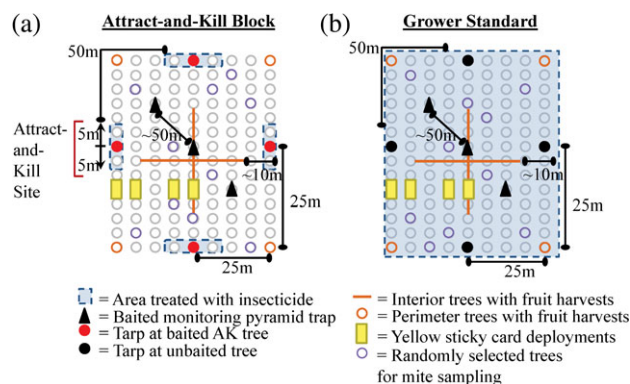 (a) Attract-and-Kill Block
50m
Attract-
and-
Kill
Site
5m
5m
~50m
~10m
25m
25m
(b) Grower Standard
50m
~50m
~10m
25m
25m
= Area treated with insecticide
= Baited monitoring pyramid trap
= Tarp at baited AK tree
= Tarp at unbaited tree
= Interior trees with fruit harvests
= Perimeter trees with fruit harvests
= Yellow sticky card deployments
= Randomly selected trees
for mite sampling